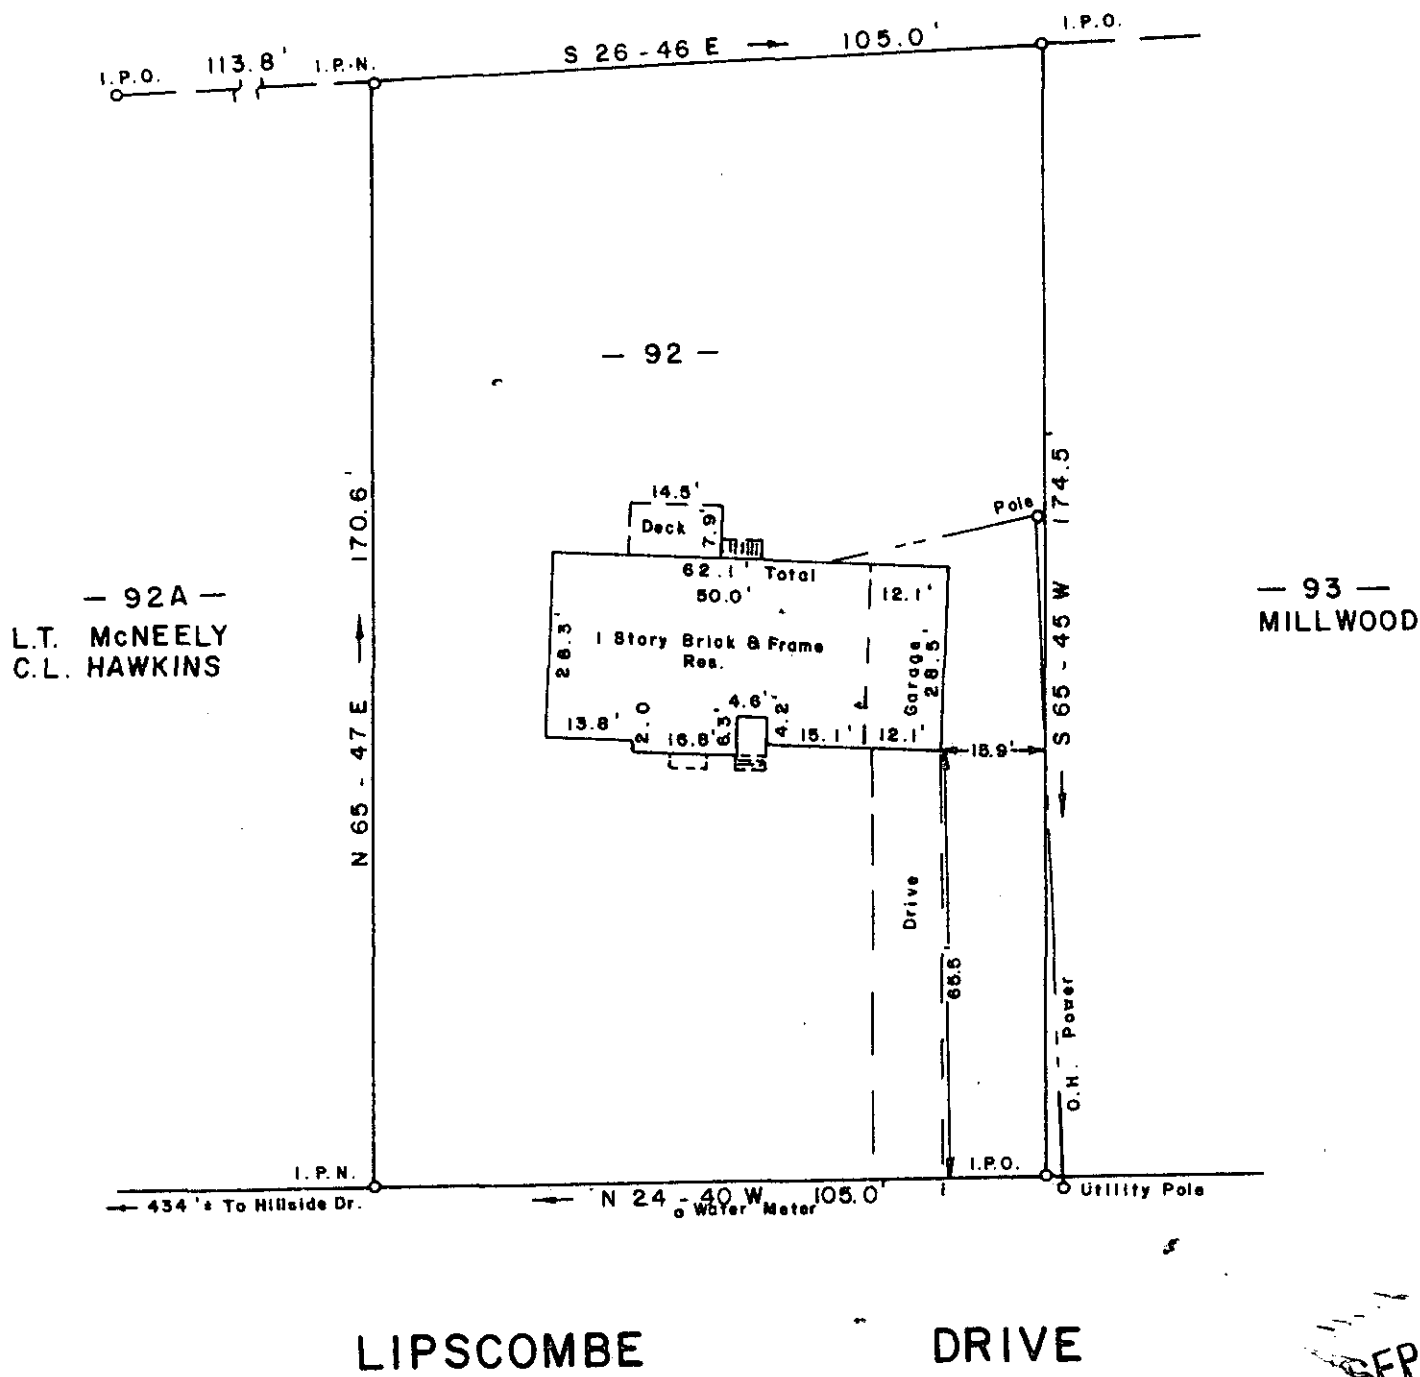 I.P.O.
113.8'
I.P.N.
S 26-46 E
105.0'
I.P.O.
— 92 —
170.6'
N 65-47 E
— 92A —
L.T. McNEELY
C.L. HAWKINS
14.5'
Deck
7.9'
62.1' Total
50.0'
12.1'
1 Story Brick & Frame
Res.
Garage
28.5'
13.8'
2.0
16.8'
6.3'
4.6'
4.2'
15.1'
12.1'
15.9'
Pole
174.5'
S 65-45 W
— 93 —
MILLWOOD
Drive
65.5'
O.H. Power
I.P.N.
I.P.O.
434'± To Hillside Dr.
N 24-40 W 105.0'
Water Meter
Utility Pole
LIPSCOMBE DRIVE